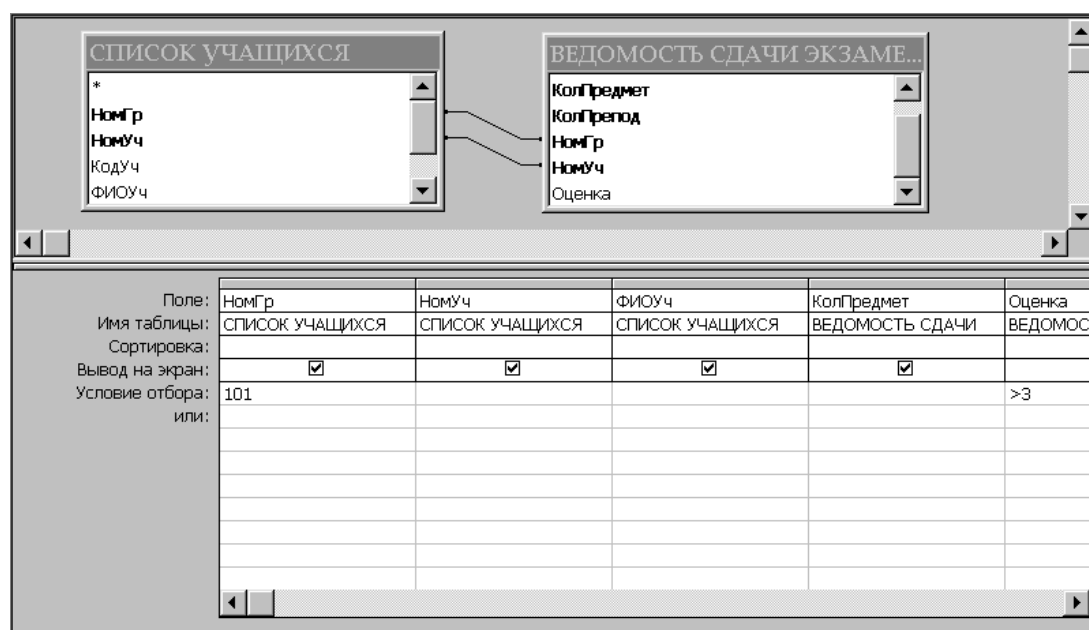 СПИСОК УЧАЩИХСЯ
*
НомГр
НомУч
КодУч
ФИОУч
ВЕДОМОСТЬ СДАЧИ ЭКЗАМЕ...
КолПредмет
КолПрепод
НомГр
НомУч
Оценка
Поле: НомГр НомУч ФИОУч КолПредмет Оценка
Имя таблицы: СПИСОК УЧАЩИХСЯ СПИСОК УЧАЩИХСЯ СПИСОК УЧАЩИХСЯ ВЕДОМОСТЬ СДАЧИ ВЕДОМОС
Сортировка:
Вывод на экран:
Условие отбора: 101 >3
или: